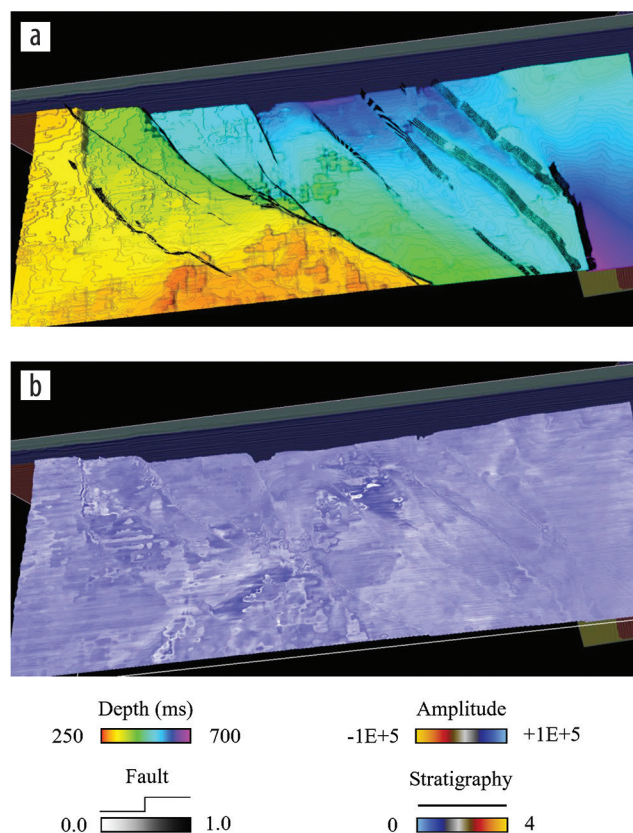 a
b
Depth (ms)
250 700
Amplitude
-1E+5 +1E+5
Fault
0.0 1.0
Stratigraphy
0 4